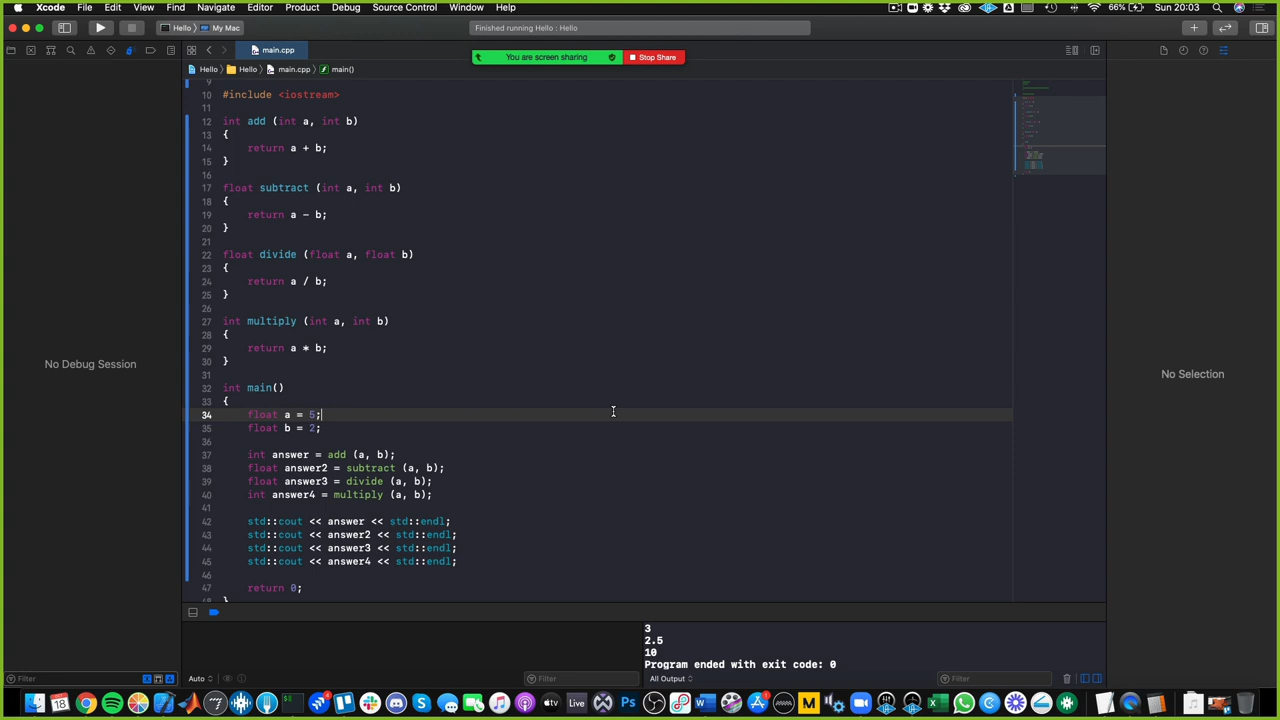 Xcode File Edit View Find Navigate Editor Product Debug Source Control Window Help 66% Sun 20:03
Hello My Mac Finished running Hello : Hello
main.cpp You are screen sharing Stop Share
Hello Hello main.cpp main()
9
10 #include <iostream>
11
12 int add (int a, int b)
13 {
14 return a + b;
15 }
16
17 float subtract (int a, int b)
18 {
19 return a - b;
20 }
21
22 float divide (float a, float b)
23 {
24 return a / b;
25 }
26
27 int multiply (int a, int b)
28 {
29 return a * b;
30 }
31
32 int main()
33 {
34 float a = 5;
35 float b = 2;
36
37 int answer = add (a, b);
38 float answer2 = subtract (a, b);
39 float answer3 = divide (a, b);
40 int answer4 = multiply (a, b);
41
42 std::cout << answer << std::endl;
43 std::cout << answer2 << std::endl;
44 std::cout << answer3 << std::endl;
45 std::cout << answer4 << std::endl;
46
47 return 0;
48 }
No Debug Session
No Selection
3
2.5
10
Program ended with exit code: 0
Filter Auto Filter All Output Filter